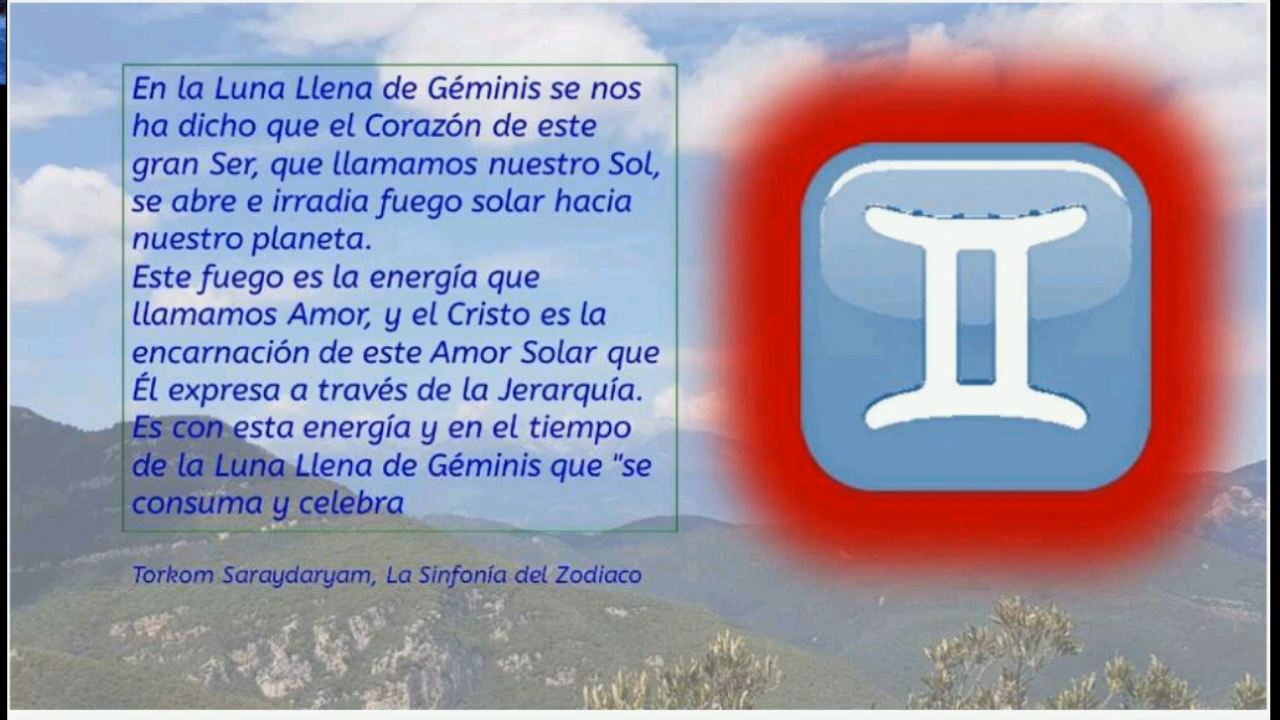 En la Luna Llena de Géminis se nos
ha dicho que el Corazón de este
gran Ser, que llamamos nuestro Sol,
se abre e irradia fuego solar hacia
nuestro planeta.
Este fuego es la energía que
llamamos Amor, y el Cristo es la
encarnación de este Amor Solar que
Él expresa a través de la Jerarquía.
Es con esta energía y en el tiempo
de la Luna Llena de Géminis que "se
consuma y celebra
Torkom Saraydaryam, La Sinfonía del Zodiaco